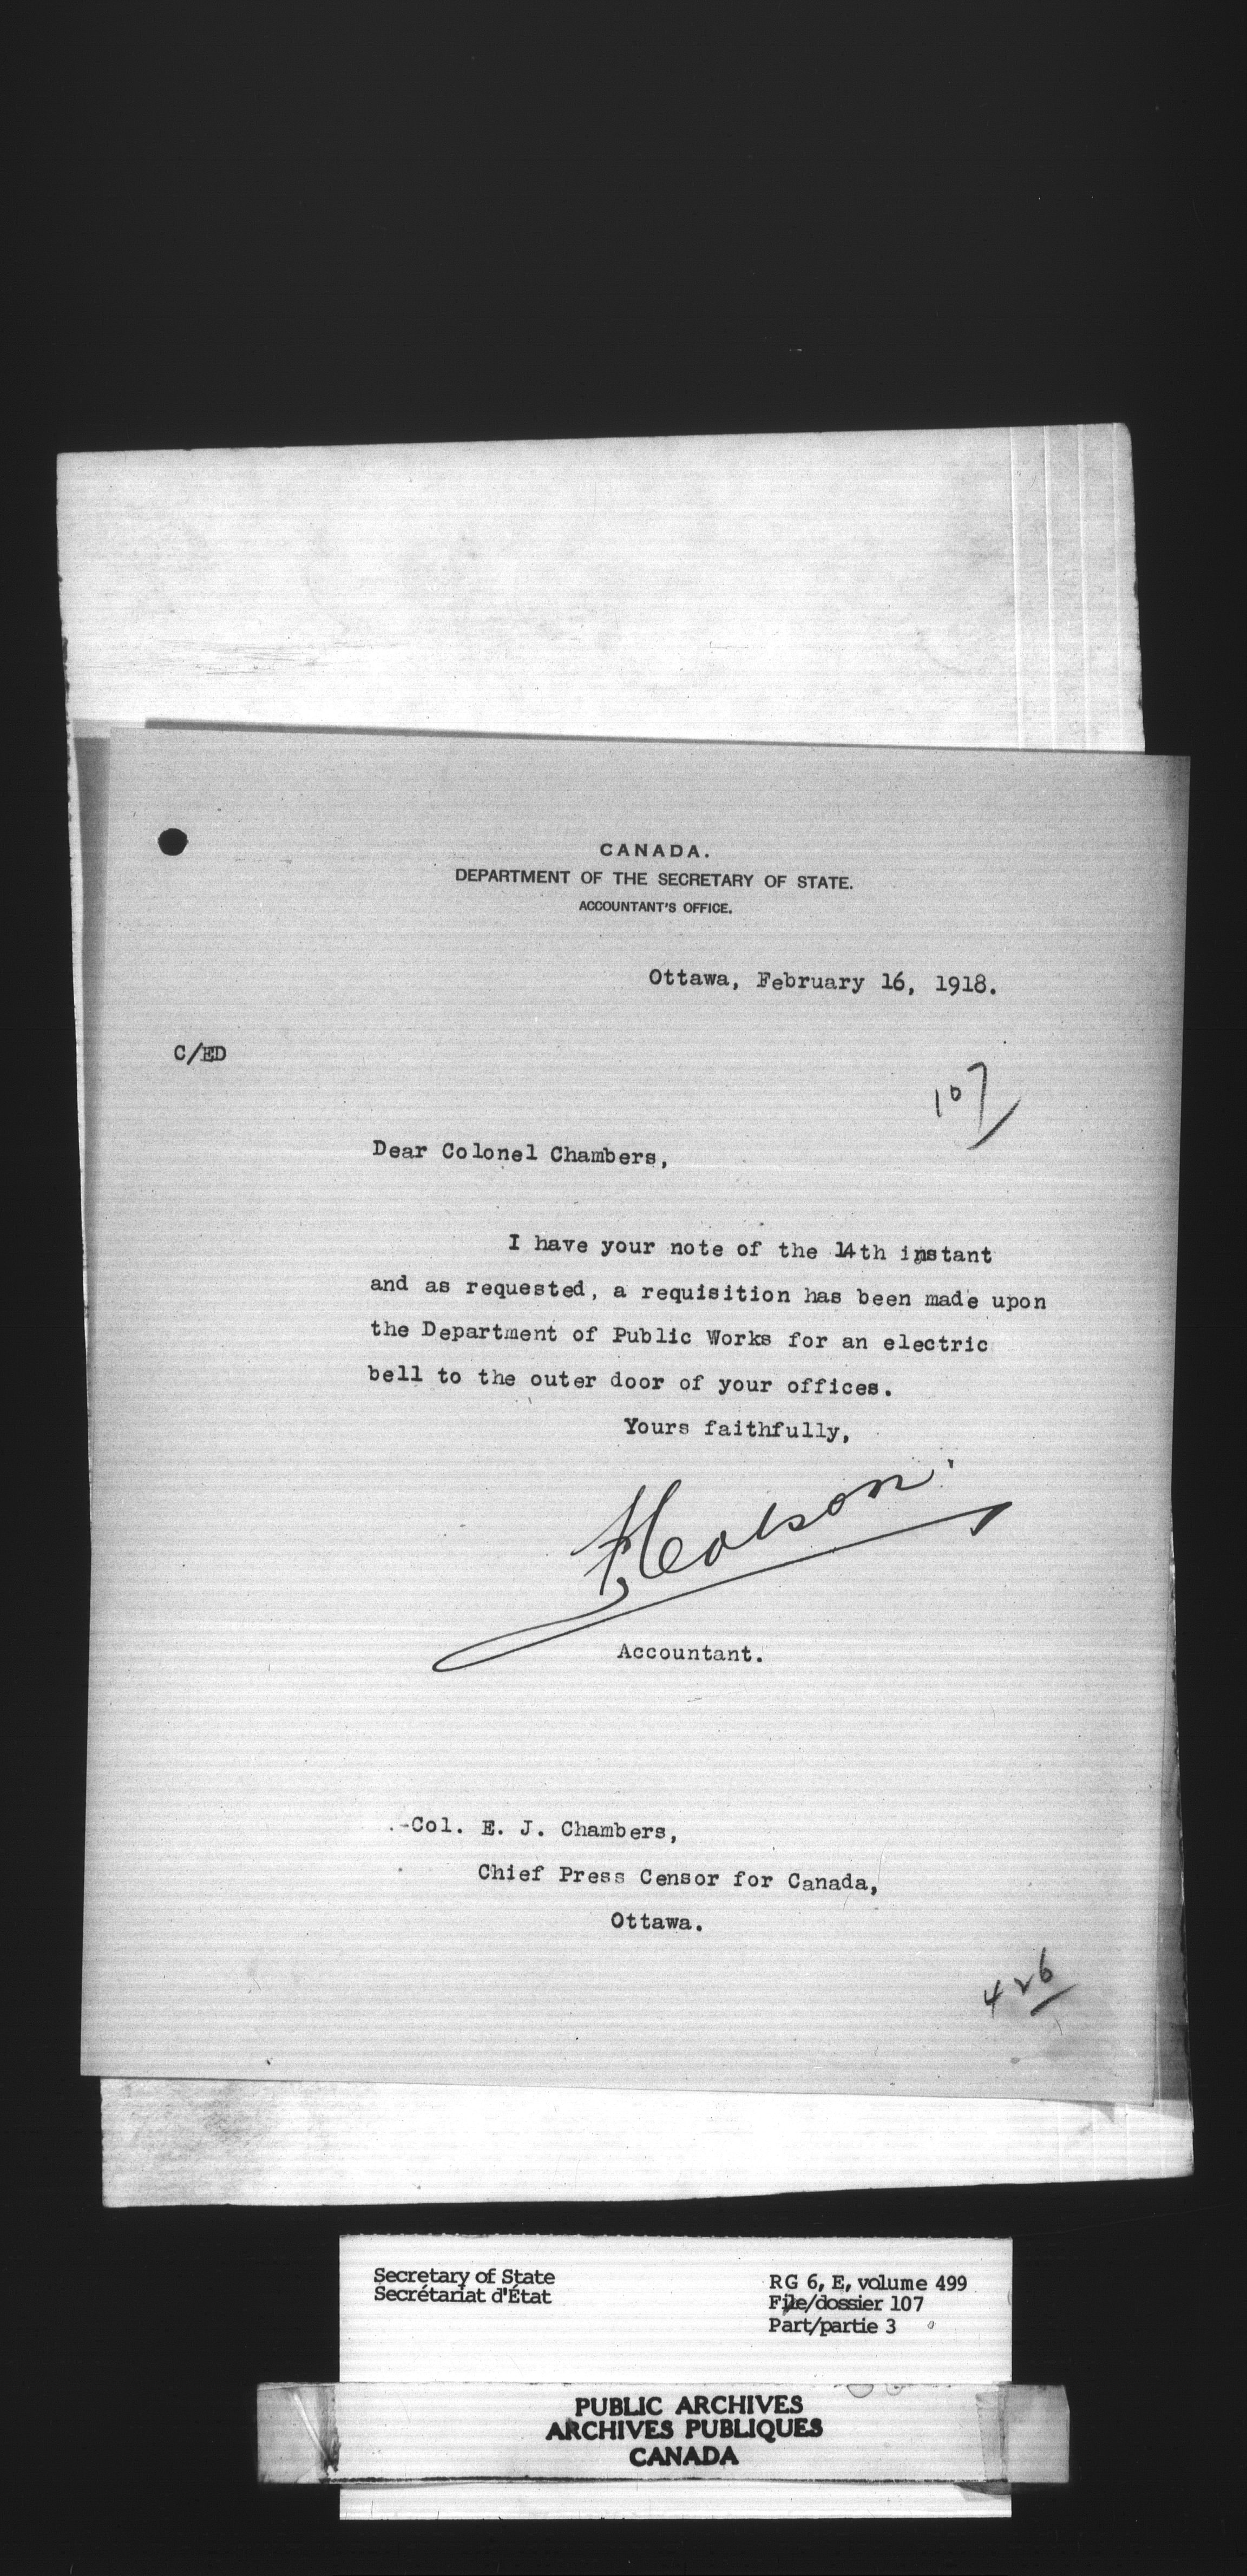 CANADA.
DEPARTMENT OF THE SECRETARY OF STATE.
ACCOUNTANT'S OFFICE.
Ottawa, February 16, 1918.
C/ED
107
Dear Colonel Chambers,
I have your note of the 14th instant
and as requested, a requisition has been made upon
the Department of Public Works for an electric
bell to the outer door of your offices.
Yours faithfully,
Accountant.
Col. E. J. Chambers,
Chief Press Censor for Canada,
Ottawa.
426
Secretary of State
Secrétariat d'État
RG 6, E, volume 499
File/dossier 107
Part/partie 3
PUBLIC ARCHIVES
ARCHIVES PUBLIQUES
CANADA